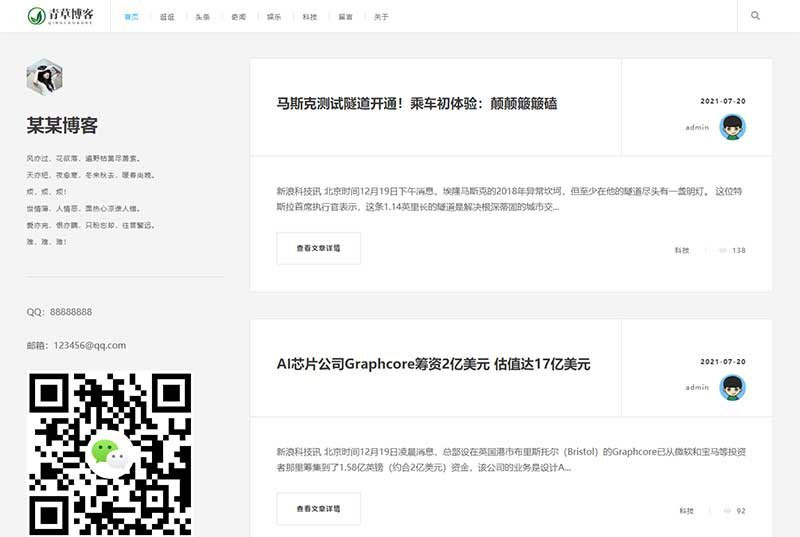 青草博客
QINGCAOBOKE
首页
逛逛
头条
奇闻
娱乐
科技
留言
关于
某某博客
风亦过,花欲落,遍野枯黄尽萧索。
天亦短,夜愈寒,冬来秋去,暖春尚晚。
烦,烦,烦!
世情薄,人情恶,面热心凉逢人错。
爱亦完,恨亦瞒,只盼忘却,往昔繁远。
难,难,难!
QQ:88888888
邮箱:123456@qq.com
马斯克测试隧道开通!乘车初体验:颠颠簸簸磕
2021-07-20
admin
新浪科技讯 北京时间12月19日下午消息,埃隆马斯克的2018年异常坎坷,但至少在他的隧道尽头有一盏明灯。 这位特
斯拉首席执行官表示,这条1.14英里长的隧道是解决根深蒂固的城市交...
查看文章详情
科技
138
AI芯片公司Graphcore筹资2亿美元 估值达17亿美元
2021-07-20
admin
新浪科技讯 北京时间12月19日凌晨消息,总部设在英国港市布里斯托尔(Bristol)的Graphcore已从微软和宝马等投资
者那里筹集到了1.58亿英镑(约合2亿美元)资金,该公司的业务是设计A...
查看文章详情
科技
92